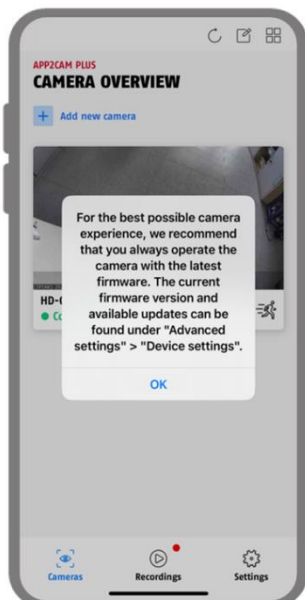 APP2CAM PLUS
CAMERA OVERVIEW
Add new camera
For the best possible camera
experience, we recommend
that you always operate the
camera with the latest
firmware. The current
firmware version and
available updates can be
found under "Advanced
settings" > "Device settings".
OK
Cameras
Recordings
Settings